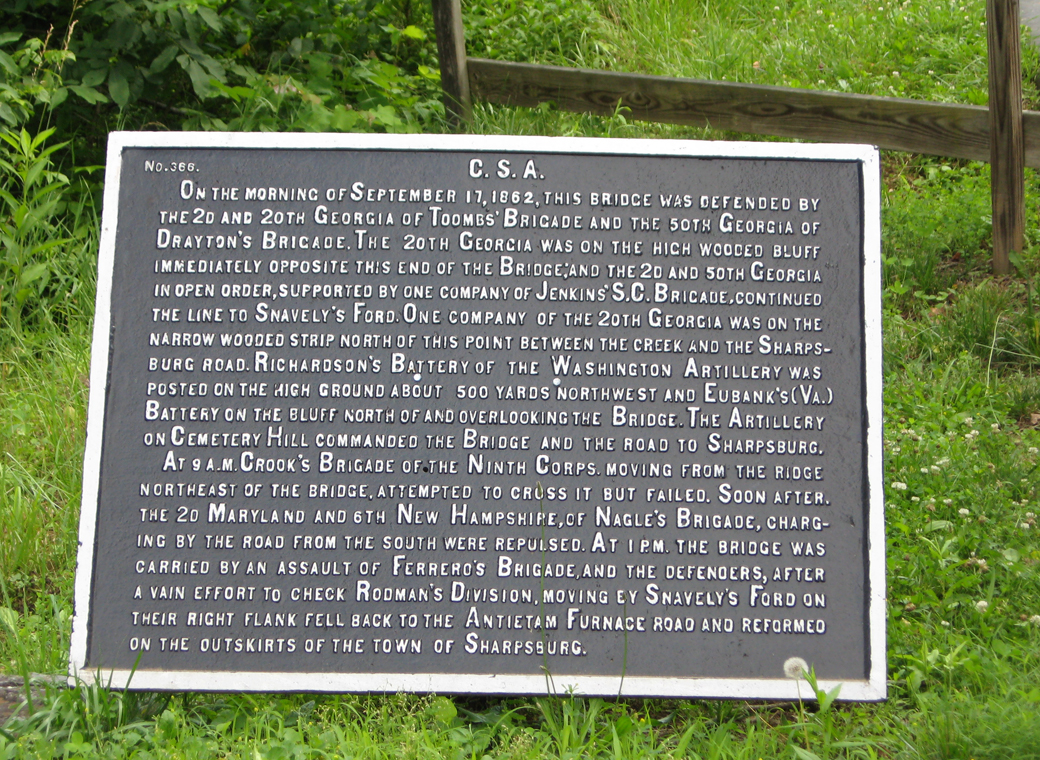 No. 366.
C. S. A.
On the morning of September 17, 1862, this bridge was defended by
the 2d and 20th Georgia of Toombs' Brigade and the 50th Georgia of
Drayton's Brigade. The 20th Georgia was on the high wooded bluff
immediately opposite this end of the Bridge; and the 2d and 50th Georgia
in open order, supported by one company of Jenkins' S.C. Brigade, continued
the line to Snavely's Ford. One company of the 20th Georgia was on the
narrow wooded strip north of this point between the creek and the Sharps-
burg road. Richardson's Battery of the Washington Artillery was
posted on the high ground about 500 yards northwest and Eubank's (Va.)
Battery on the bluff north of and overlooking the Bridge. The Artillery
on Cemetery Hill commanded the Bridge and the road to Sharpsburg.
At 9 A.M. Crook's Brigade of the Ninth Corps. moving from the ridge
northeast of the bridge, attempted to cross it but failed. Soon after.
the 2d Maryland and 6th New Hampshire, of Nagle's Brigade, charg-
ing by the road from the south were repulsed. At 1 P.M. the bridge was
carried by an assault of Ferrero's Brigade, and the defenders, after
a vain effort to check Rodman's Division, moving by Snavely's Ford on
their right flank fell back to the Antietam Furnace road and reformed
on the outskirts of the town of Sharpsburg.